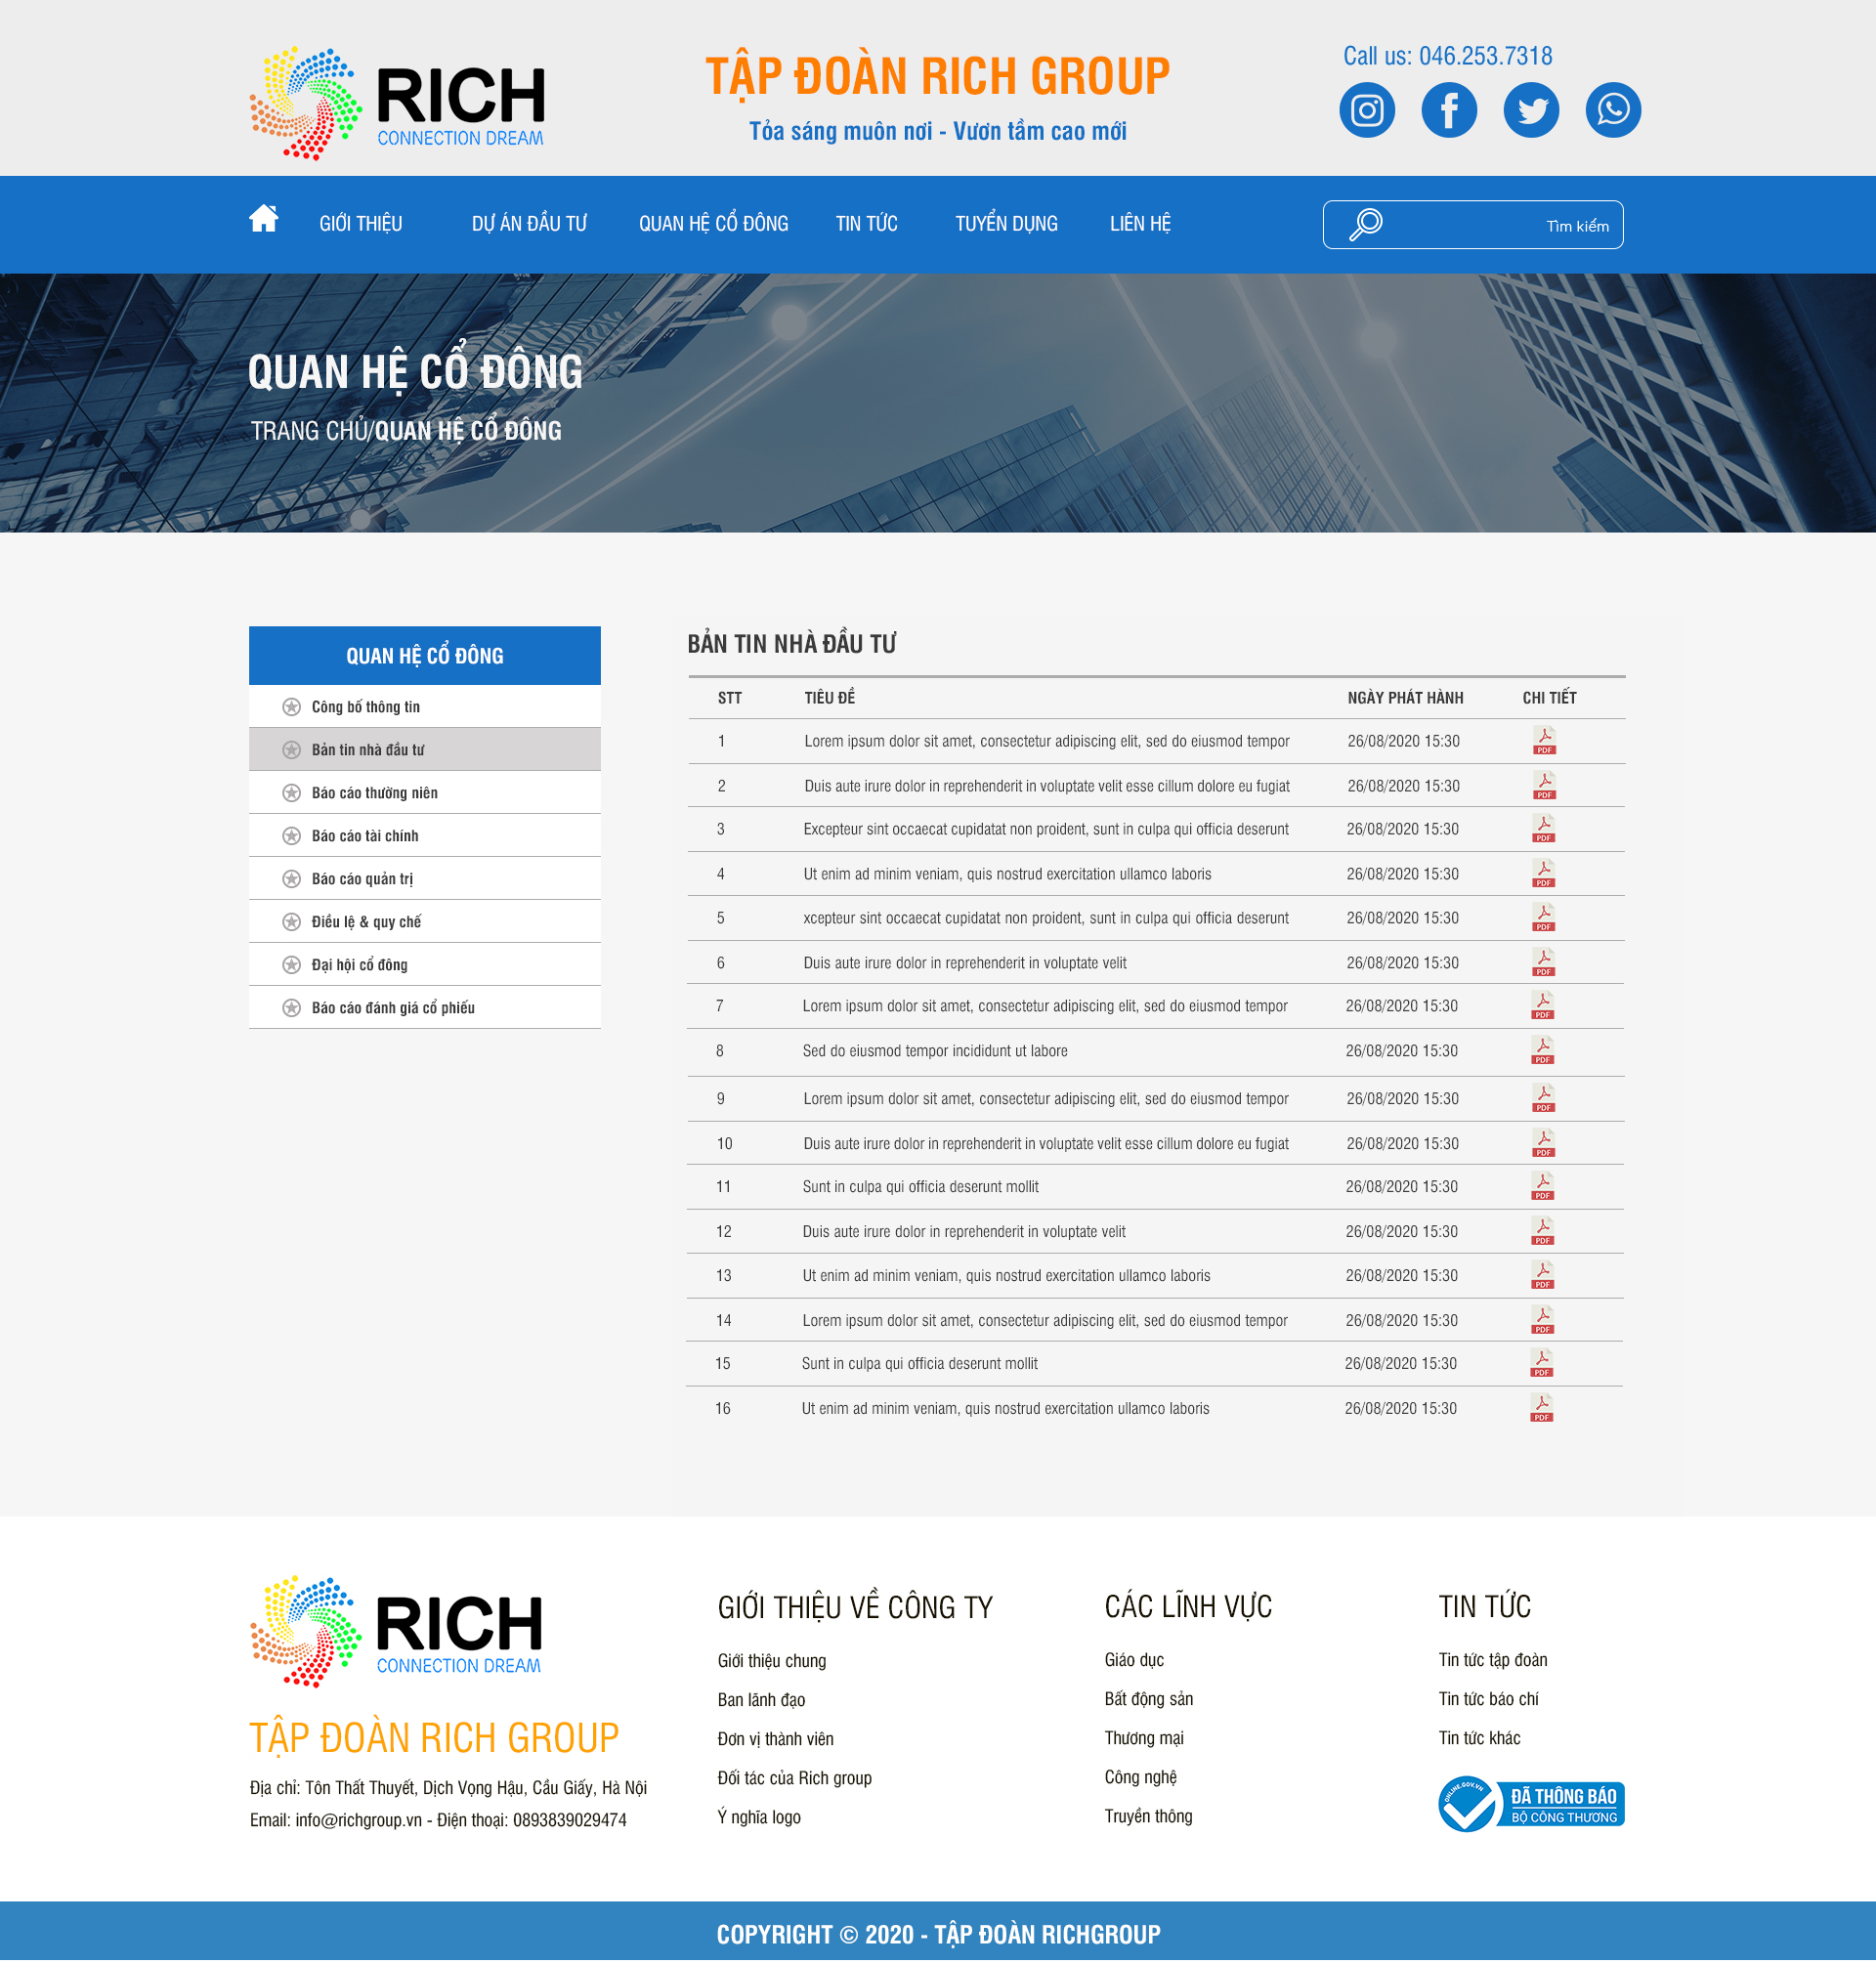 RICH
CONNECTION DREAM
TẬP ĐOÀN RICH GROUP
Tỏa sáng muôn nơi - Vươn tầm cao mới
Call us: 046.253.7318
GIỚI THIỆU DỰ ÁN ĐẦU TƯ QUAN HỆ CỔ ĐÔNG TIN TỨC TUYỂN DỤNG LIÊN HỆ Tìm kiếm
QUAN HỆ CỔ ĐÔNG
TRANG CHỦ/QUAN HỆ CỔ ĐÔNG
QUAN HỆ CỔ ĐÔNG
Công bố thông tin
Bản tin nhà đầu tư
Báo cáo thường niên
Báo cáo tài chính
Báo cáo quản trị
Điều lệ & quy chế
Đại hội cổ đông
Báo cáo đánh giá cổ phiếu
BẢN TIN NHÀ ĐẦU TƯ
STT TIÊU ĐỀ NGÀY PHÁT HÀNH CHI TIẾT
1 Lorem ipsum dolor sit amet, consectetur adipiscing elit, sed do eiusmod tempor 26/08/2020 15:30 PDF
2 Duis aute irure dolor in reprehenderit in voluptate velit esse cillum dolore eu fugiat 26/08/2020 15:30 PDF
3 Excepteur sint occaecat cupidatat non proident, sunt in culpa qui officia deserunt 26/08/2020 15:30 PDF
4 Ut enim ad minim veniam, quis nostrud exercitation ullamco laboris 26/08/2020 15:30 PDF
5 xcepteur sint occaecat cupidatat non proident, sunt in culpa qui officia deserunt 26/08/2020 15:30 PDF
6 Duis aute irure dolor in reprehenderit in voluptate velit 26/08/2020 15:30 PDF
7 Lorem ipsum dolor sit amet, consectetur adipiscing elit, sed do eiusmod tempor 26/08/2020 15:30 PDF
8 Sed do eiusmod tempor incididunt ut labore 26/08/2020 15:30 PDF
9 Lorem ipsum dolor sit amet, consectetur adipiscing elit, sed do eiusmod tempor 26/08/2020 15:30 PDF
10 Duis aute irure dolor in reprehenderit in voluptate velit esse cillum dolore eu fugiat 26/08/2020 15:30 PDF
11 Sunt in culpa qui officia deserunt mollit 26/08/2020 15:30 PDF
12 Duis aute irure dolor in reprehenderit in voluptate velit 26/08/2020 15:30 PDF
13 Ut enim ad minim veniam, quis nostrud exercitation ullamco laboris 26/08/2020 15:30 PDF
14 Lorem ipsum dolor sit amet, consectetur adipiscing elit, sed do eiusmod tempor 26/08/2020 15:30 PDF
15 Sunt in culpa qui officia deserunt mollit 26/08/2020 15:30 PDF
16 Ut enim ad minim veniam, quis nostrud exercitation ullamco laboris 26/08/2020 15:30 PDF
RICH
CONNECTION DREAM
TẬP ĐOÀN RICH GROUP
Địa chỉ: Tôn Thất Thuyết, Dịch Vọng Hậu, Cầu Giấy, Hà Nội
Email: info@richgroup.vn - Điện thoại: 0893839029474
GIỚI THIỆU VỀ CÔNG TY
Giới thiệu chung
Ban lãnh đạo
Đơn vị thành viên
Đối tác của Rich group
Ý nghĩa logo
CÁC LĨNH VỰC
Giáo dục
Bất động sản
Thương mại
Công nghệ
Truyền thông
TIN TỨC
Tin tức tập đoàn
Tin tức báo chí
Tin tức khác
ONLINE.GOV.VN
ĐÃ THÔNG BÁO
BỘ CÔNG THƯƠNG
COPYRIGHT © 2020 - TẬP ĐOÀN RICHGROUP